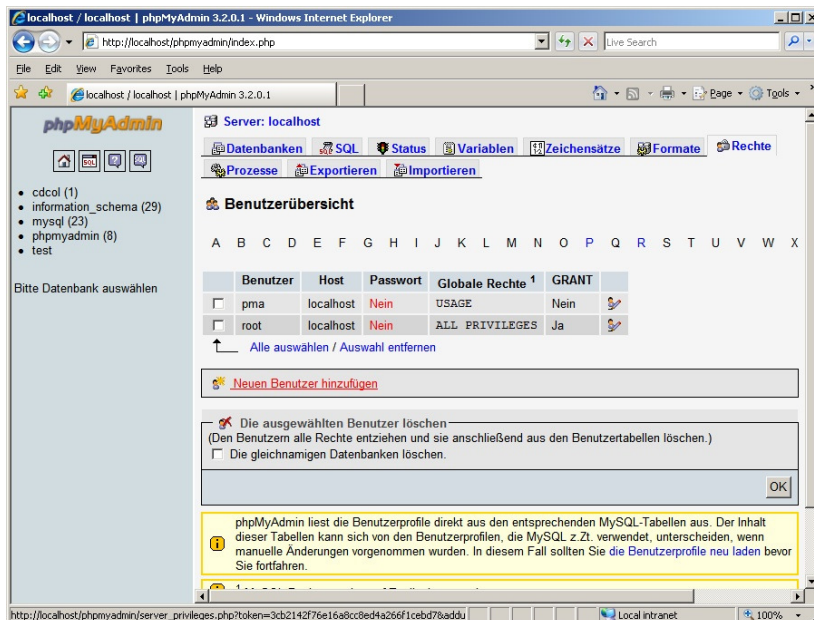 localhost / localhost | phpMyAdmin 3.2.0.1 - Windows Internet Explorer
http://localhost/phpmyadmin/index.php
Live Search
File Edit View Favorites Tools Help
localhost / localhost | phpMyAdmin 3.2.0.1
Page Tools
phpMyAdmin
SQL
cdcol (1)
information_schema (29)
mysql (23)
phpmyadmin (8)
test
Bitte Datenbank auswählen
Server: localhost
Datenbanken SQL Status Variablen Zeichensätze Formate Rechte
Prozesse Exportieren Importieren
Benutzerübersicht
A B C D E F G H I J K L M N O P Q R S T U V W X
Benutzer Host Passwort Globale Rechte 1 GRANT
pma localhost Nein USAGE Nein
root localhost Nein ALL PRIVILEGES Ja
Alle auswählen / Auswahl entfernen
Neuen Benutzer hinzufügen
Die ausgewählten Benutzer löschen
(Den Benutzern alle Rechte entziehen und sie anschließend aus den Benutzertabellen löschen.)
Die gleichnamigen Datenbanken löschen.
OK
phpMyAdmin liest die Benutzerprofile direkt aus den entsprechenden MySQL-Tabellen aus. Der Inhalt
dieser Tabellen kann sich von den Benutzerprofilen, die MySQL z.Zt. verwendet, unterscheiden, wenn
manuelle Änderungen vorgenommen wurden. In diesem Fall sollten Sie die Benutzerprofile neu laden bevor
Sie fortfahren.
http://localhost/phpmyadmin/server_privileges.php?token=3cb2142f76e16a8cc8ed4a266f1cebd7&addu
Local intranet 100%